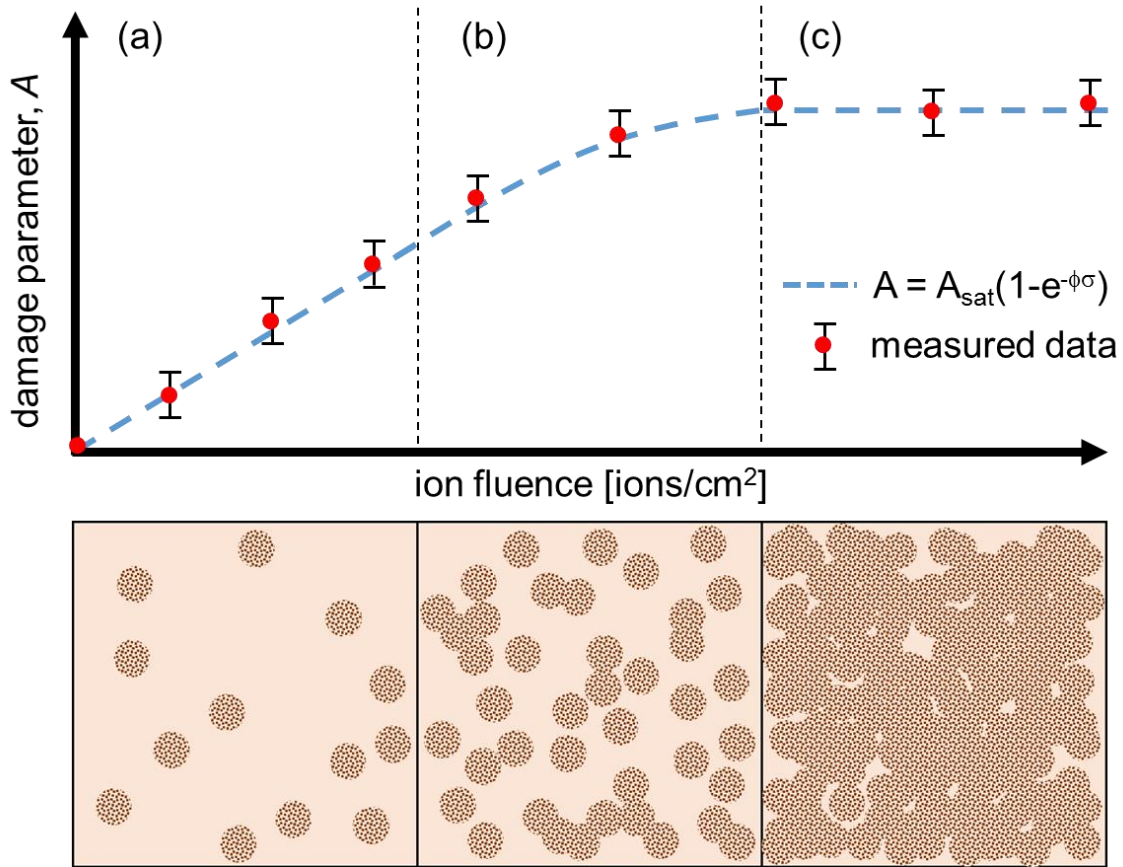 (a)
(b)
(c)
damage parameter, A
A = Aₛₐₜ(1-e^-ϕσ)
measured data
ion fluence [ions/cm²]